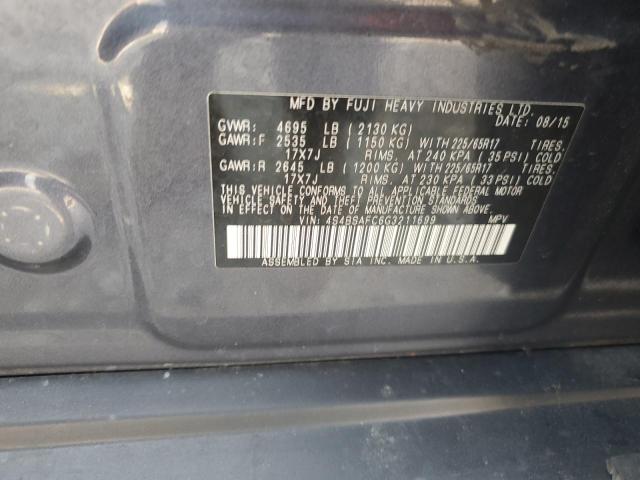 MFD BY FUJI HEAVY INDUSTRIES LTD.
DATE: 08/15
GVWR: 4695 LB (2130 KG)
GAWR:F 2535 LB (1150 KG) WITH 225/65R17 TIRES,
17X7J RIMS, AT 240 KPA (35 PSI) COLD
GAWR:R 2645 LB (1200 KG) WITH 225/65R17 TIRES,
17X7J RIMS, AT 230 KPA (33 PSI) COLD
THIS VEHICLE CONFORMS TO ALL APPLICABLE FEDERAL MOTOR
VEHICLE SAFETY AND THEFT PREVENTION STANDARDS IN
EFFECT ON THE DATE OF MANUFACTURE SHOWN ABOVE.
VIN: 4S4BSAFC6G3211699 MPV
ASSEMBLED BY SIA INC. MADE IN U.S.A.